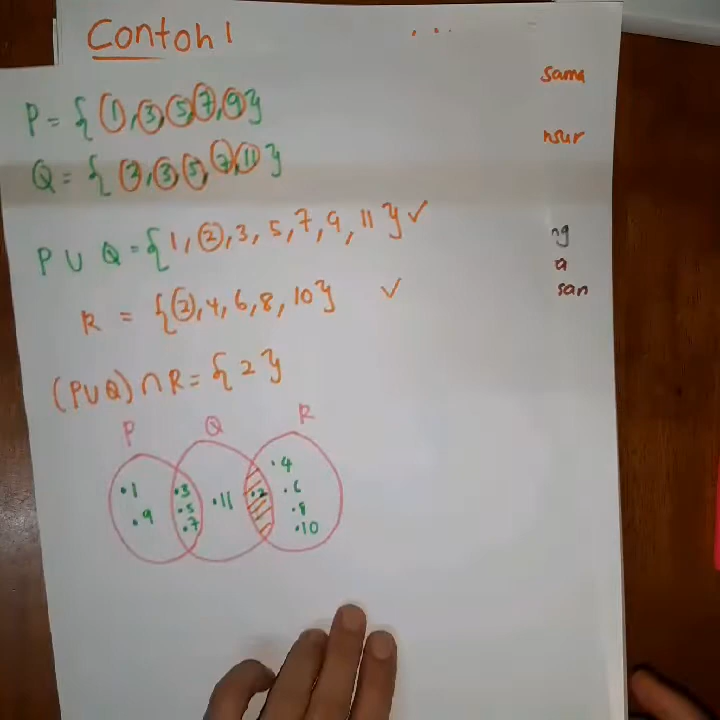 Contoh 1
...
sama
P = {1, 3, 5, 7, 9}
nsur
Q = {2, 3, 5, 7, 11}
P ∪ Q = {1, 2, 3, 5, 7, 9, 11} ✓
ng
a
R = {2, 4, 6, 8, 10} ✓
san
(P∪Q) ∩ R = {2}
P Q R
.1 .9
.3 .5 .7
.11
.2
.4 .6 .8 .10